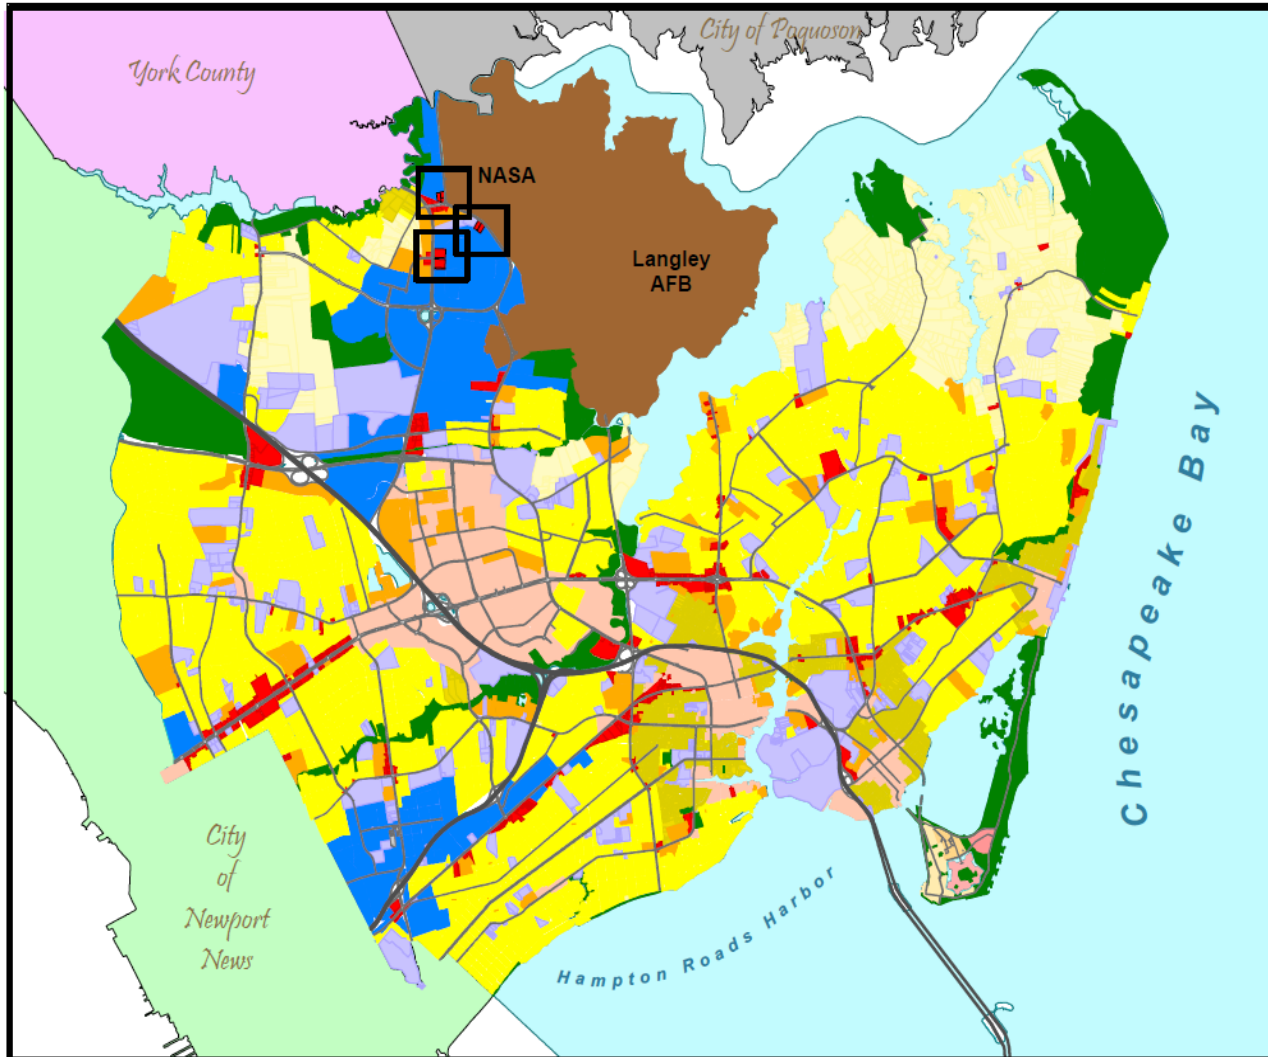 City of Poquoson
York County
NASA
Langley
AFB
Chesapeake Bay
City
of
Newport
News
Hampton Roads Harbor